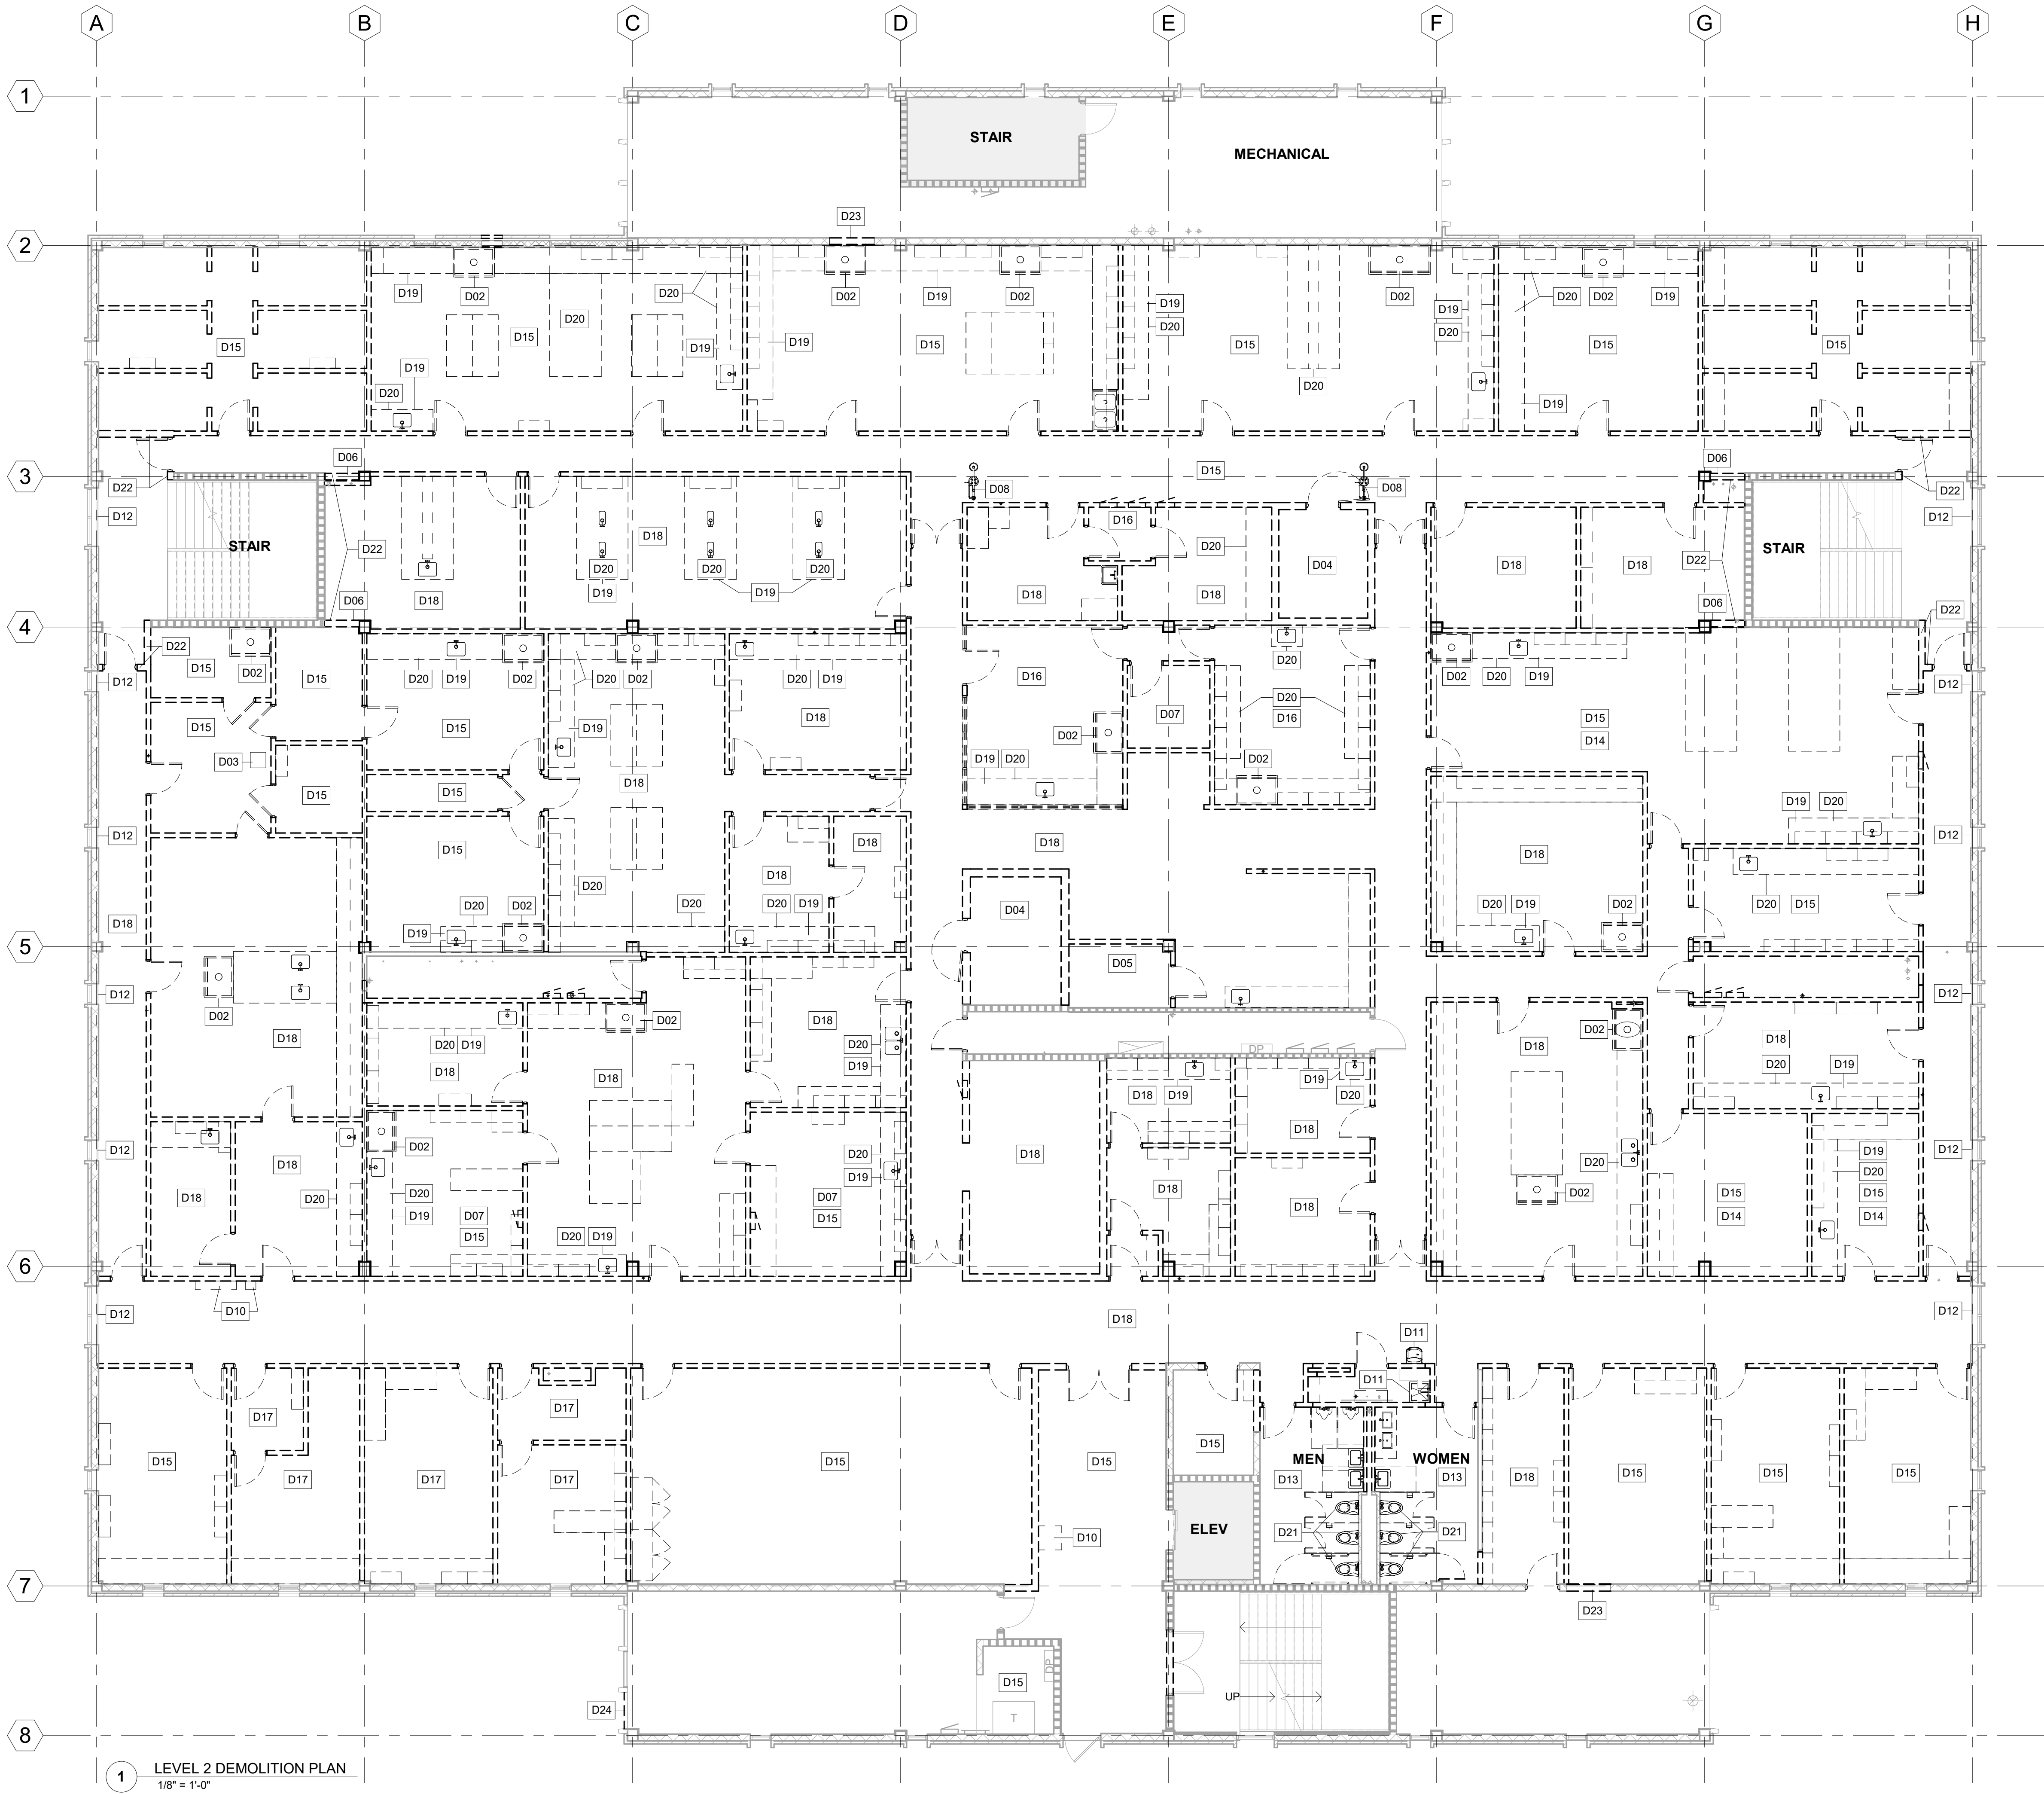 A B C D E F G H
1
STAIR
MECHANICAL
D23
2
D19 D02 D20 D02 D19 D02 D19 D02 D20 D02 D19
D20 D19 D20 D19 D20
D15 D15 D19 D19 D15 D15 D20 D15 D15
D19 D20 D20 D19
D06 D15 D06
3
D22 D08 D08 D22
D12 D16 D12
STAIR D22 D18 D20 D04 STAIR
D20 D20 D20 D18 D18 D22
D18 D19 D19 D18 D18
D06 D06 D22
4
D22 D20
D15 D02 D02
D12 D15 D20 D19 D02 D20 D02 D20 D19 D16 D20 D20 D19 D12
D15 D15 D19 D18 D07 D16 D15
D03 D02 D14
D15 D15 D18 D19 D20 D02
D12 D15 D18 D18 D19 D20 D12
D18 D18
D20 D20 D02 D20 D20 D19 D04 D20 D19 D02 D20 D15
D18 D19
5
D05
D12 D02 D02 D18 D12
D18 D20 D19 D20 D02 D18 D18
D18 D18 D19 DP D20 D19
D19 D20
D12 D02 D18 D19 D18 D19 D12
D18 D20 D20 D20
D18 D20 D20 D19 D18 D02 D15 D15
D19 D07 D07 D18 D14 D14
D15 D15
D20 D19
6
D10
D12 D18 D12
D11
D11
D17 D17
D15 D17 D17 D17 D15 D15 D15 MEN WOMEN D18 D15 D15 D15
D13 D13
D10 ELEV D21 D21
7
D23
D15 DP
D24 UP
T
8
1 LEVEL 2 DEMOLITION PLAN
1/8" = 1'-0"